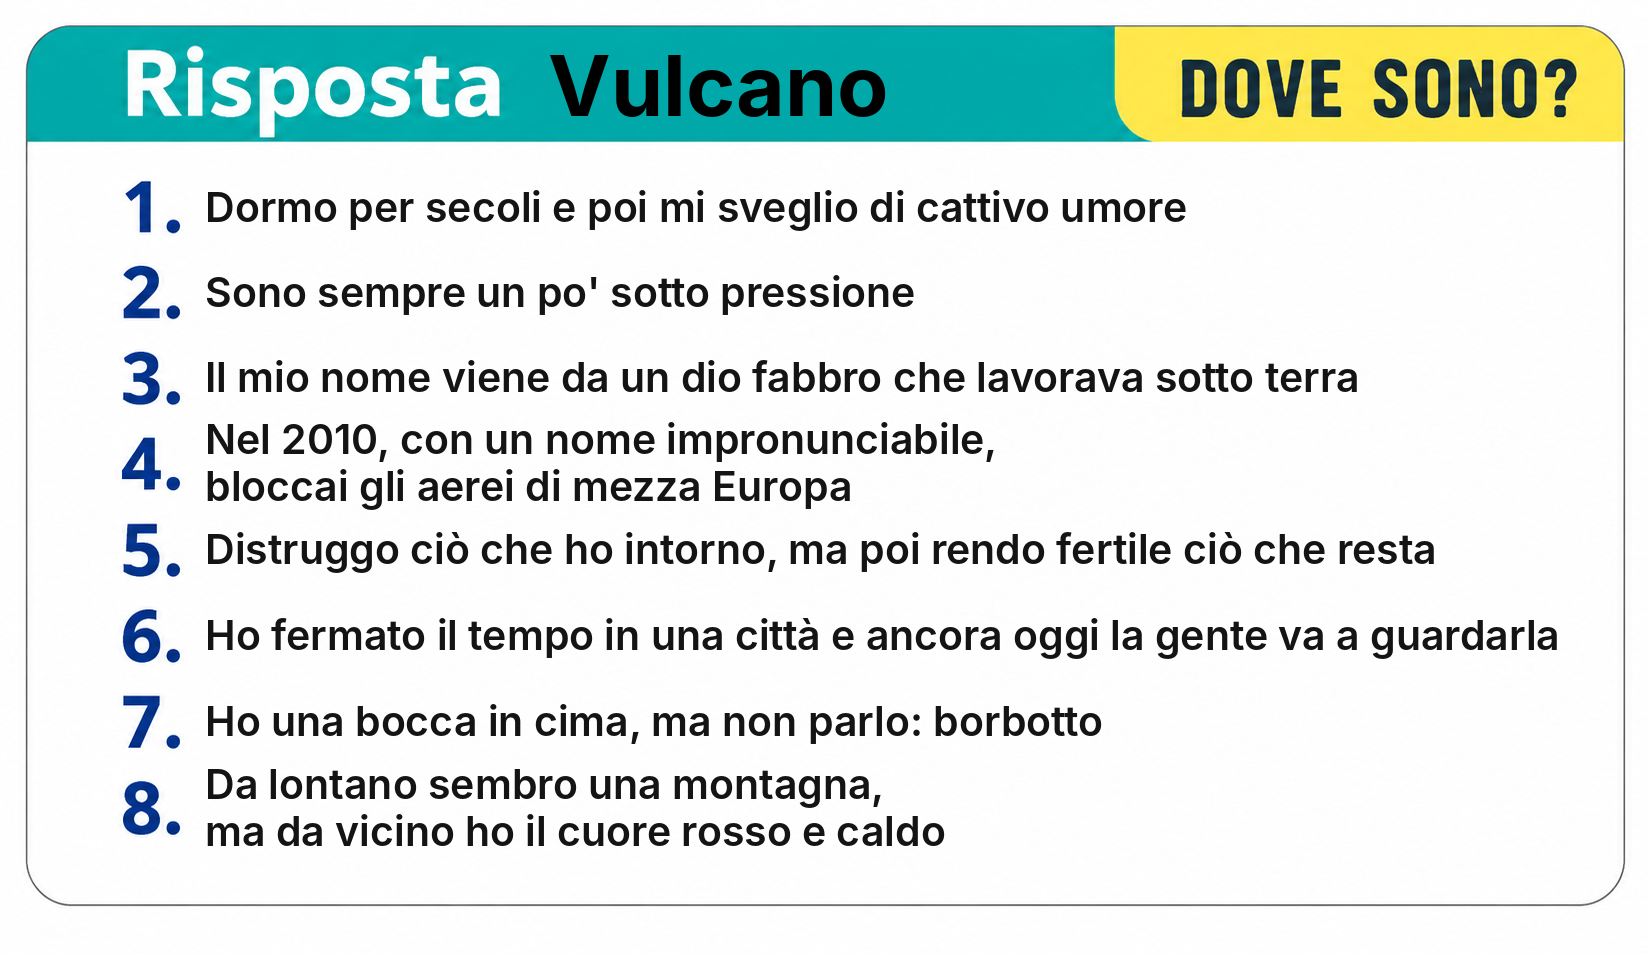 Risposta Vulcano
DOVE SONO?
1. Dormo per secoli e poi mi sveglio di cattivo umore
2. Sono sempre un po' sotto pressione
3. Il mio nome viene da un dio fabbro che lavorava sotto terra
4. Nel 2010, con un nome impronunciabile,
bloccai gli aerei di mezza Europa
5. Distruggo ciò che ho intorno, ma poi rendo fertile ciò che resta
6. Ho fermato il tempo in una città e ancora oggi la gente va a guardarla
7. Ho una bocca in cima, ma non parlo: borbotto
8. Da lontano sembro una montagna,
ma da vicino ho il cuore rosso e caldo